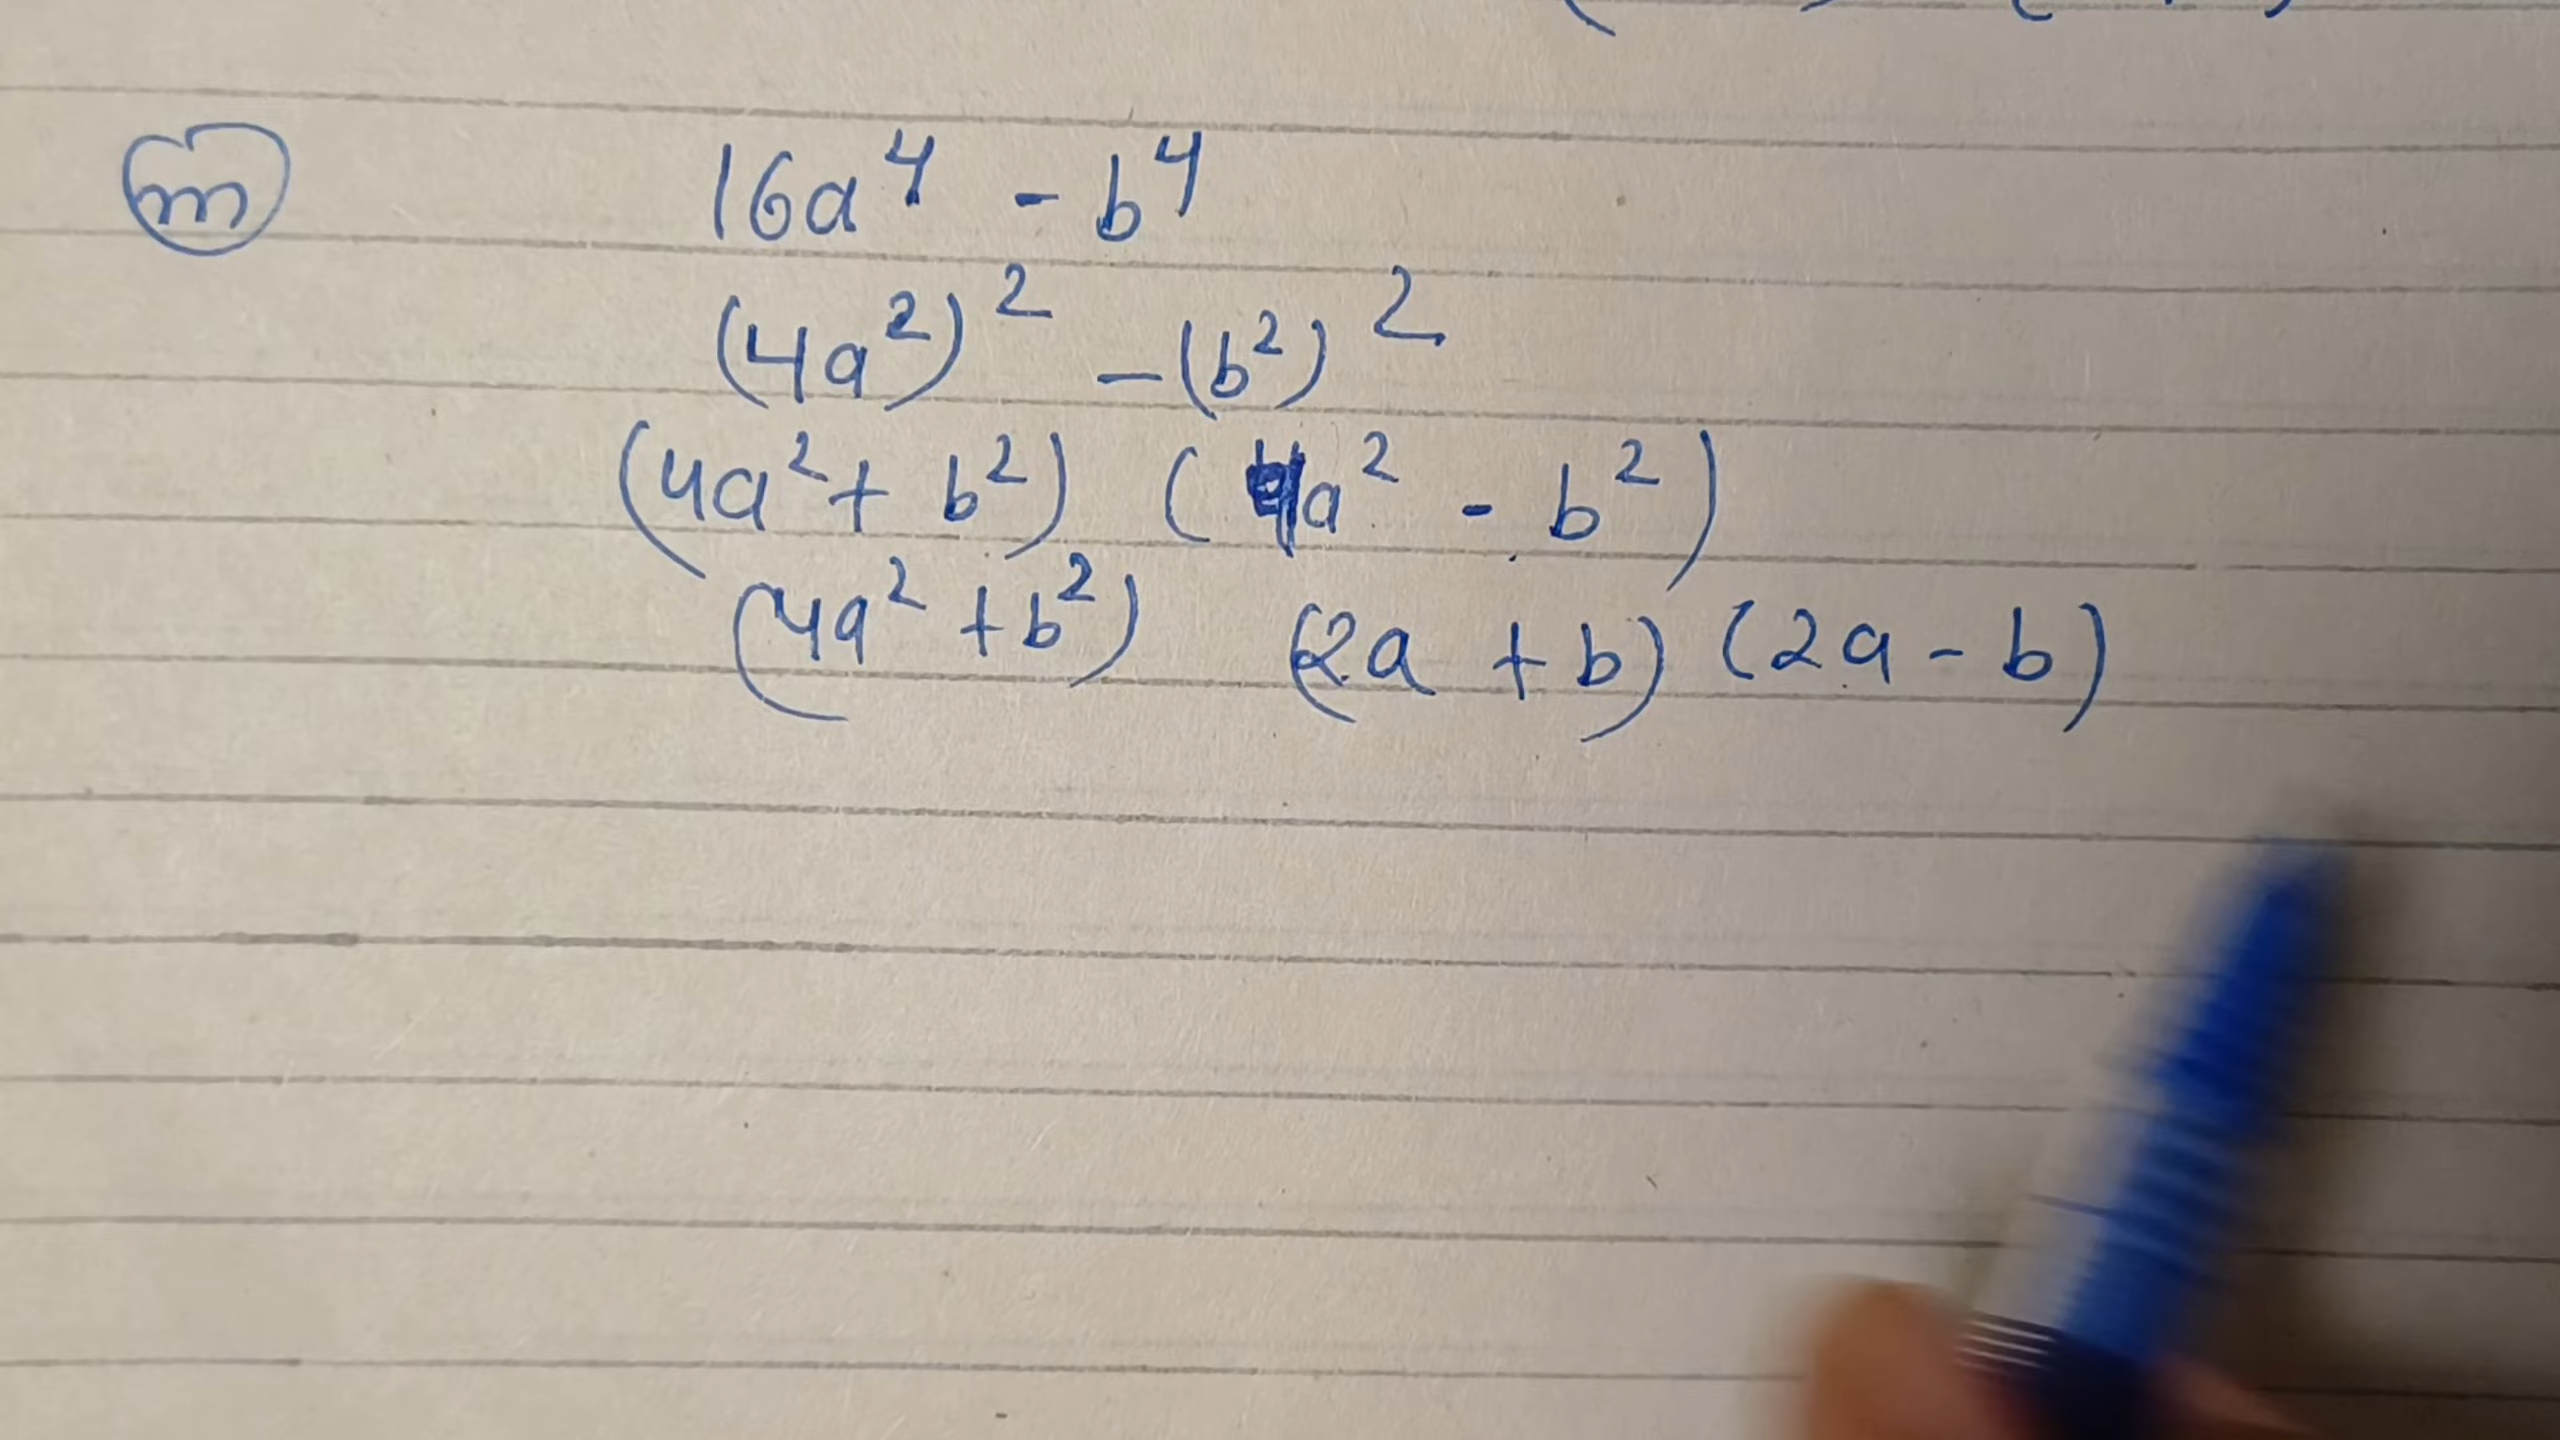 m 16a⁴ - b⁴
(4a²)² - (b²)²
(4a² + b²) (4a² - b²)
(4a² + b²) (2a + b) (2a - b)